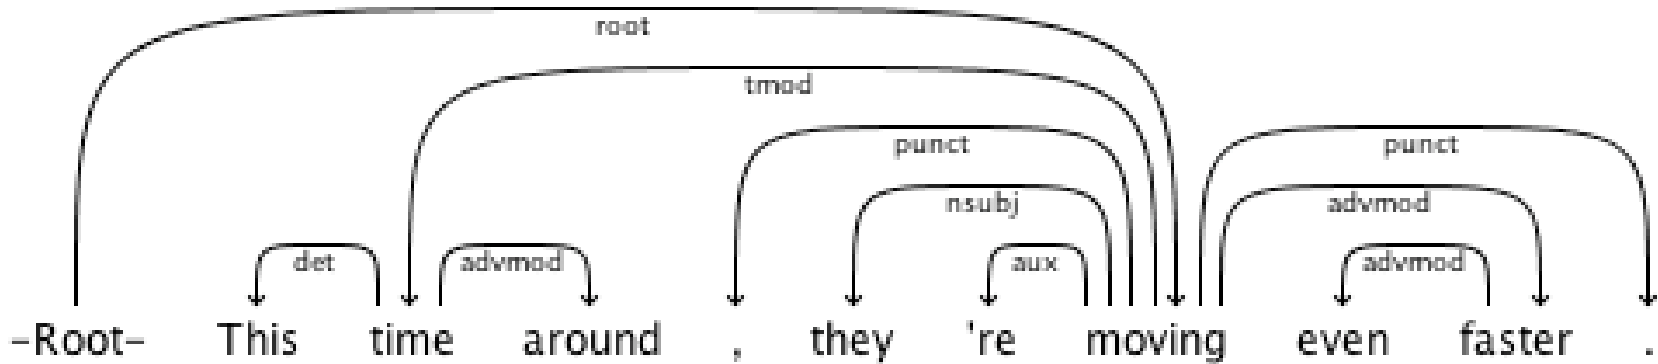 root
tmod
punct punct
nsubj advmod
det advmod aux advmod
-Root- This time around , they 're moving even faster .